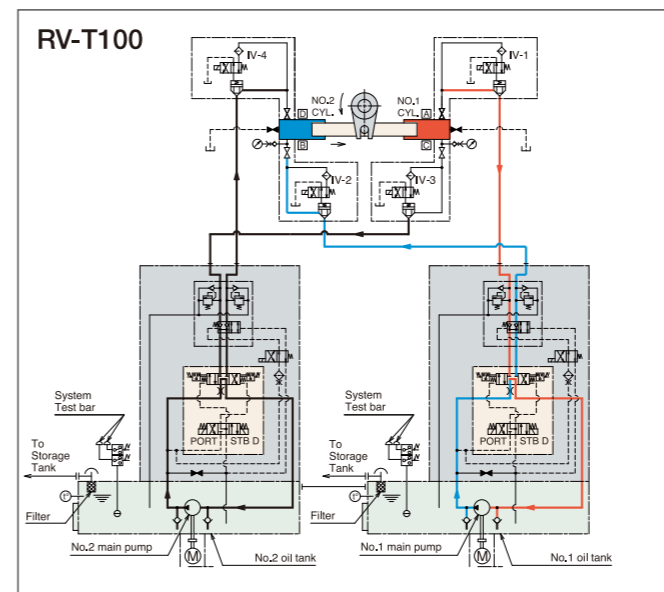 RV-T100
IV-4
IV-1
NO.2
CYL.
NO.1
CYL.
D
A
B
C
IV-2
IV-3
System
Test bar
To
Storage
Tank
PORT
STB D
Filter
No.2 main pump
M
No.2 oil tank
System
Test bar
To
Storage
Tank
PORT
STB D
Filter
No.1 main pump
M
No.1 oil tank